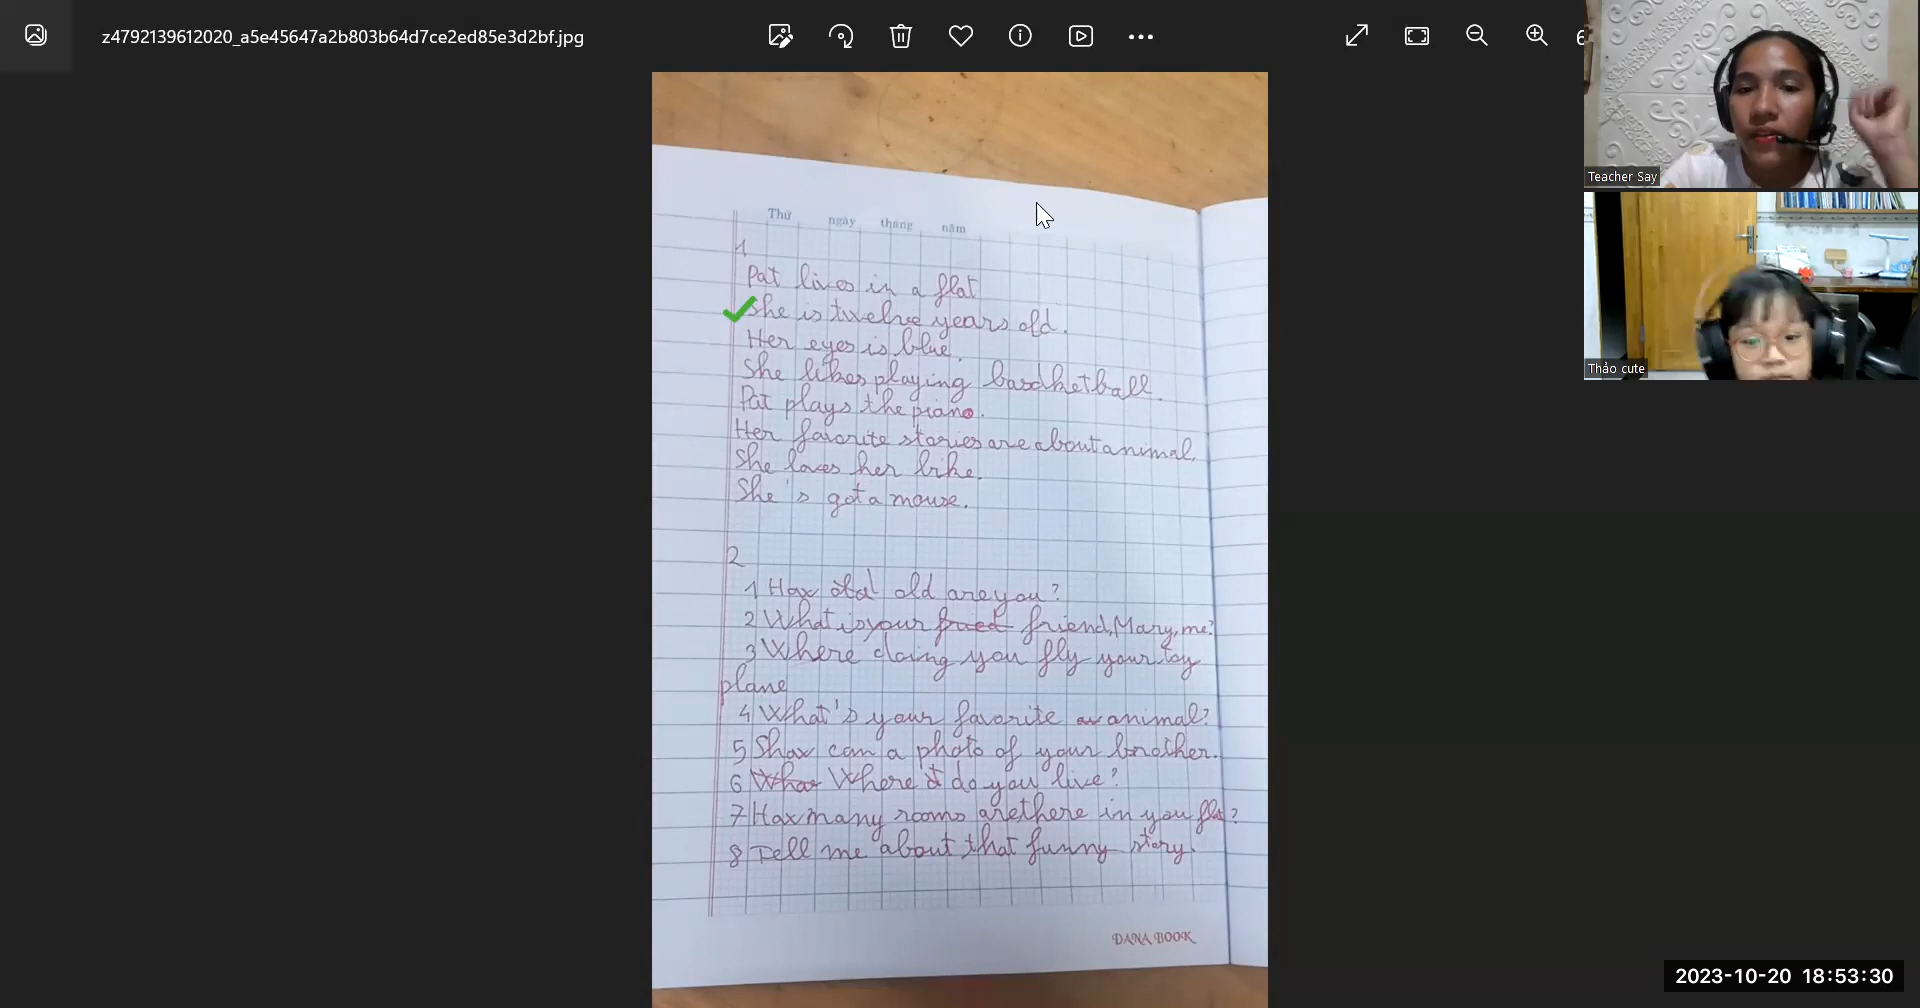 z4792139612020_a5e45647a2b803b64d7ce2ed85e3d2bf.jpg
Teacher Say
Thảo cute
Thứ ngày tháng năm
1
Pat lives in a flat
She is twelve years old.
Her eyes is blue.
She likes playing basdketball.
Pat plays the piano.
Her favorite stories are about animal.
She loves her bike.
She's got a mouse.
2
1 How old are you?
2 What is your friend, Mary, me?
3 Where doing you fly your toy
plane
4 What's your favorite animal?
5 Show can a photo of your brother.
6 Where do you live?
7 How many rooms are there in you flat?
8 Tell me about that funny story.
DANA BOOK
2023-10-20 18:53:30